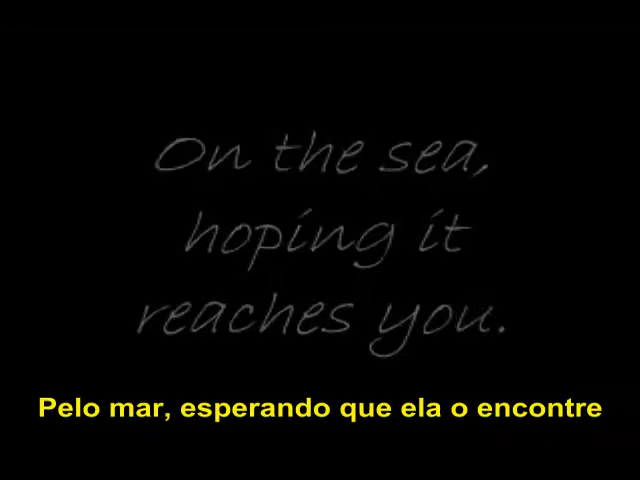 On the sea,
hoping it
reaches you.
Pelo mar, esperando que ela o encontre